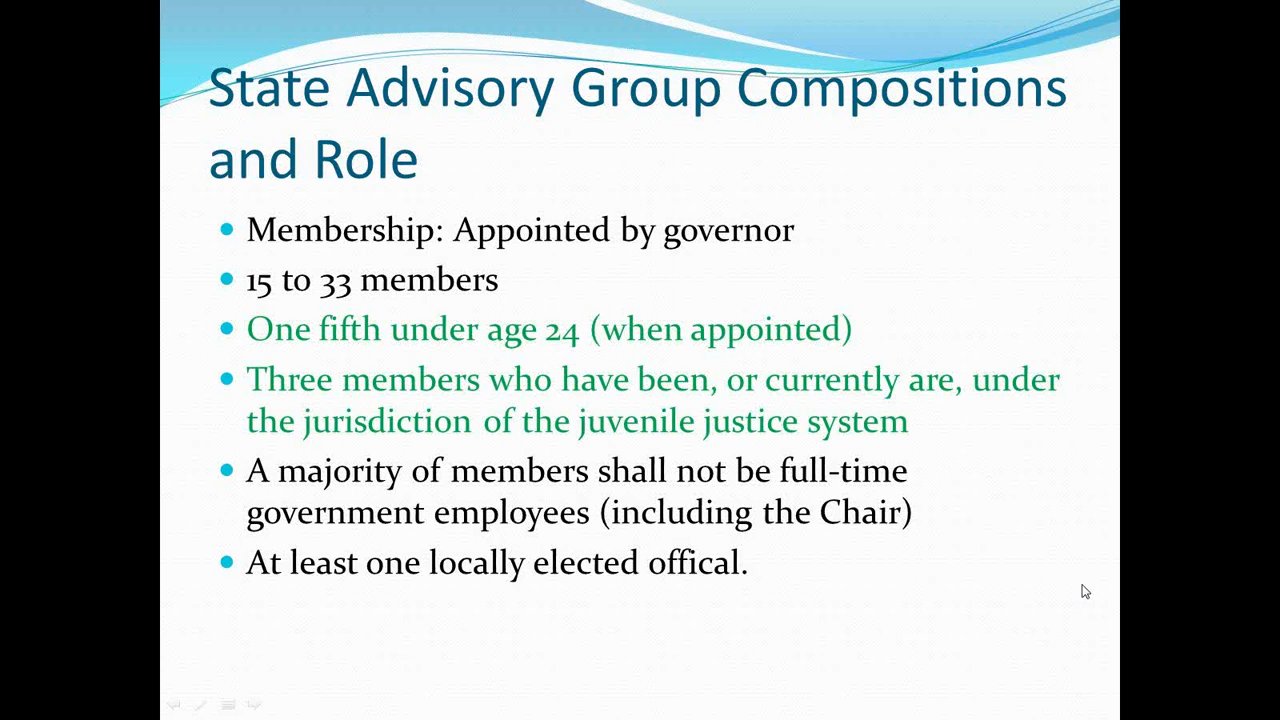 State Advisory Group Compositions
and Role
Membership: Appointed by governor
15 to 33 members
One fifth under age 24 (when appointed)
Three members who have been, or currently are, under
the jurisdiction of the juvenile justice system
A majority of members shall not be full-time
government employees (including the Chair)
At least one locally elected offical.